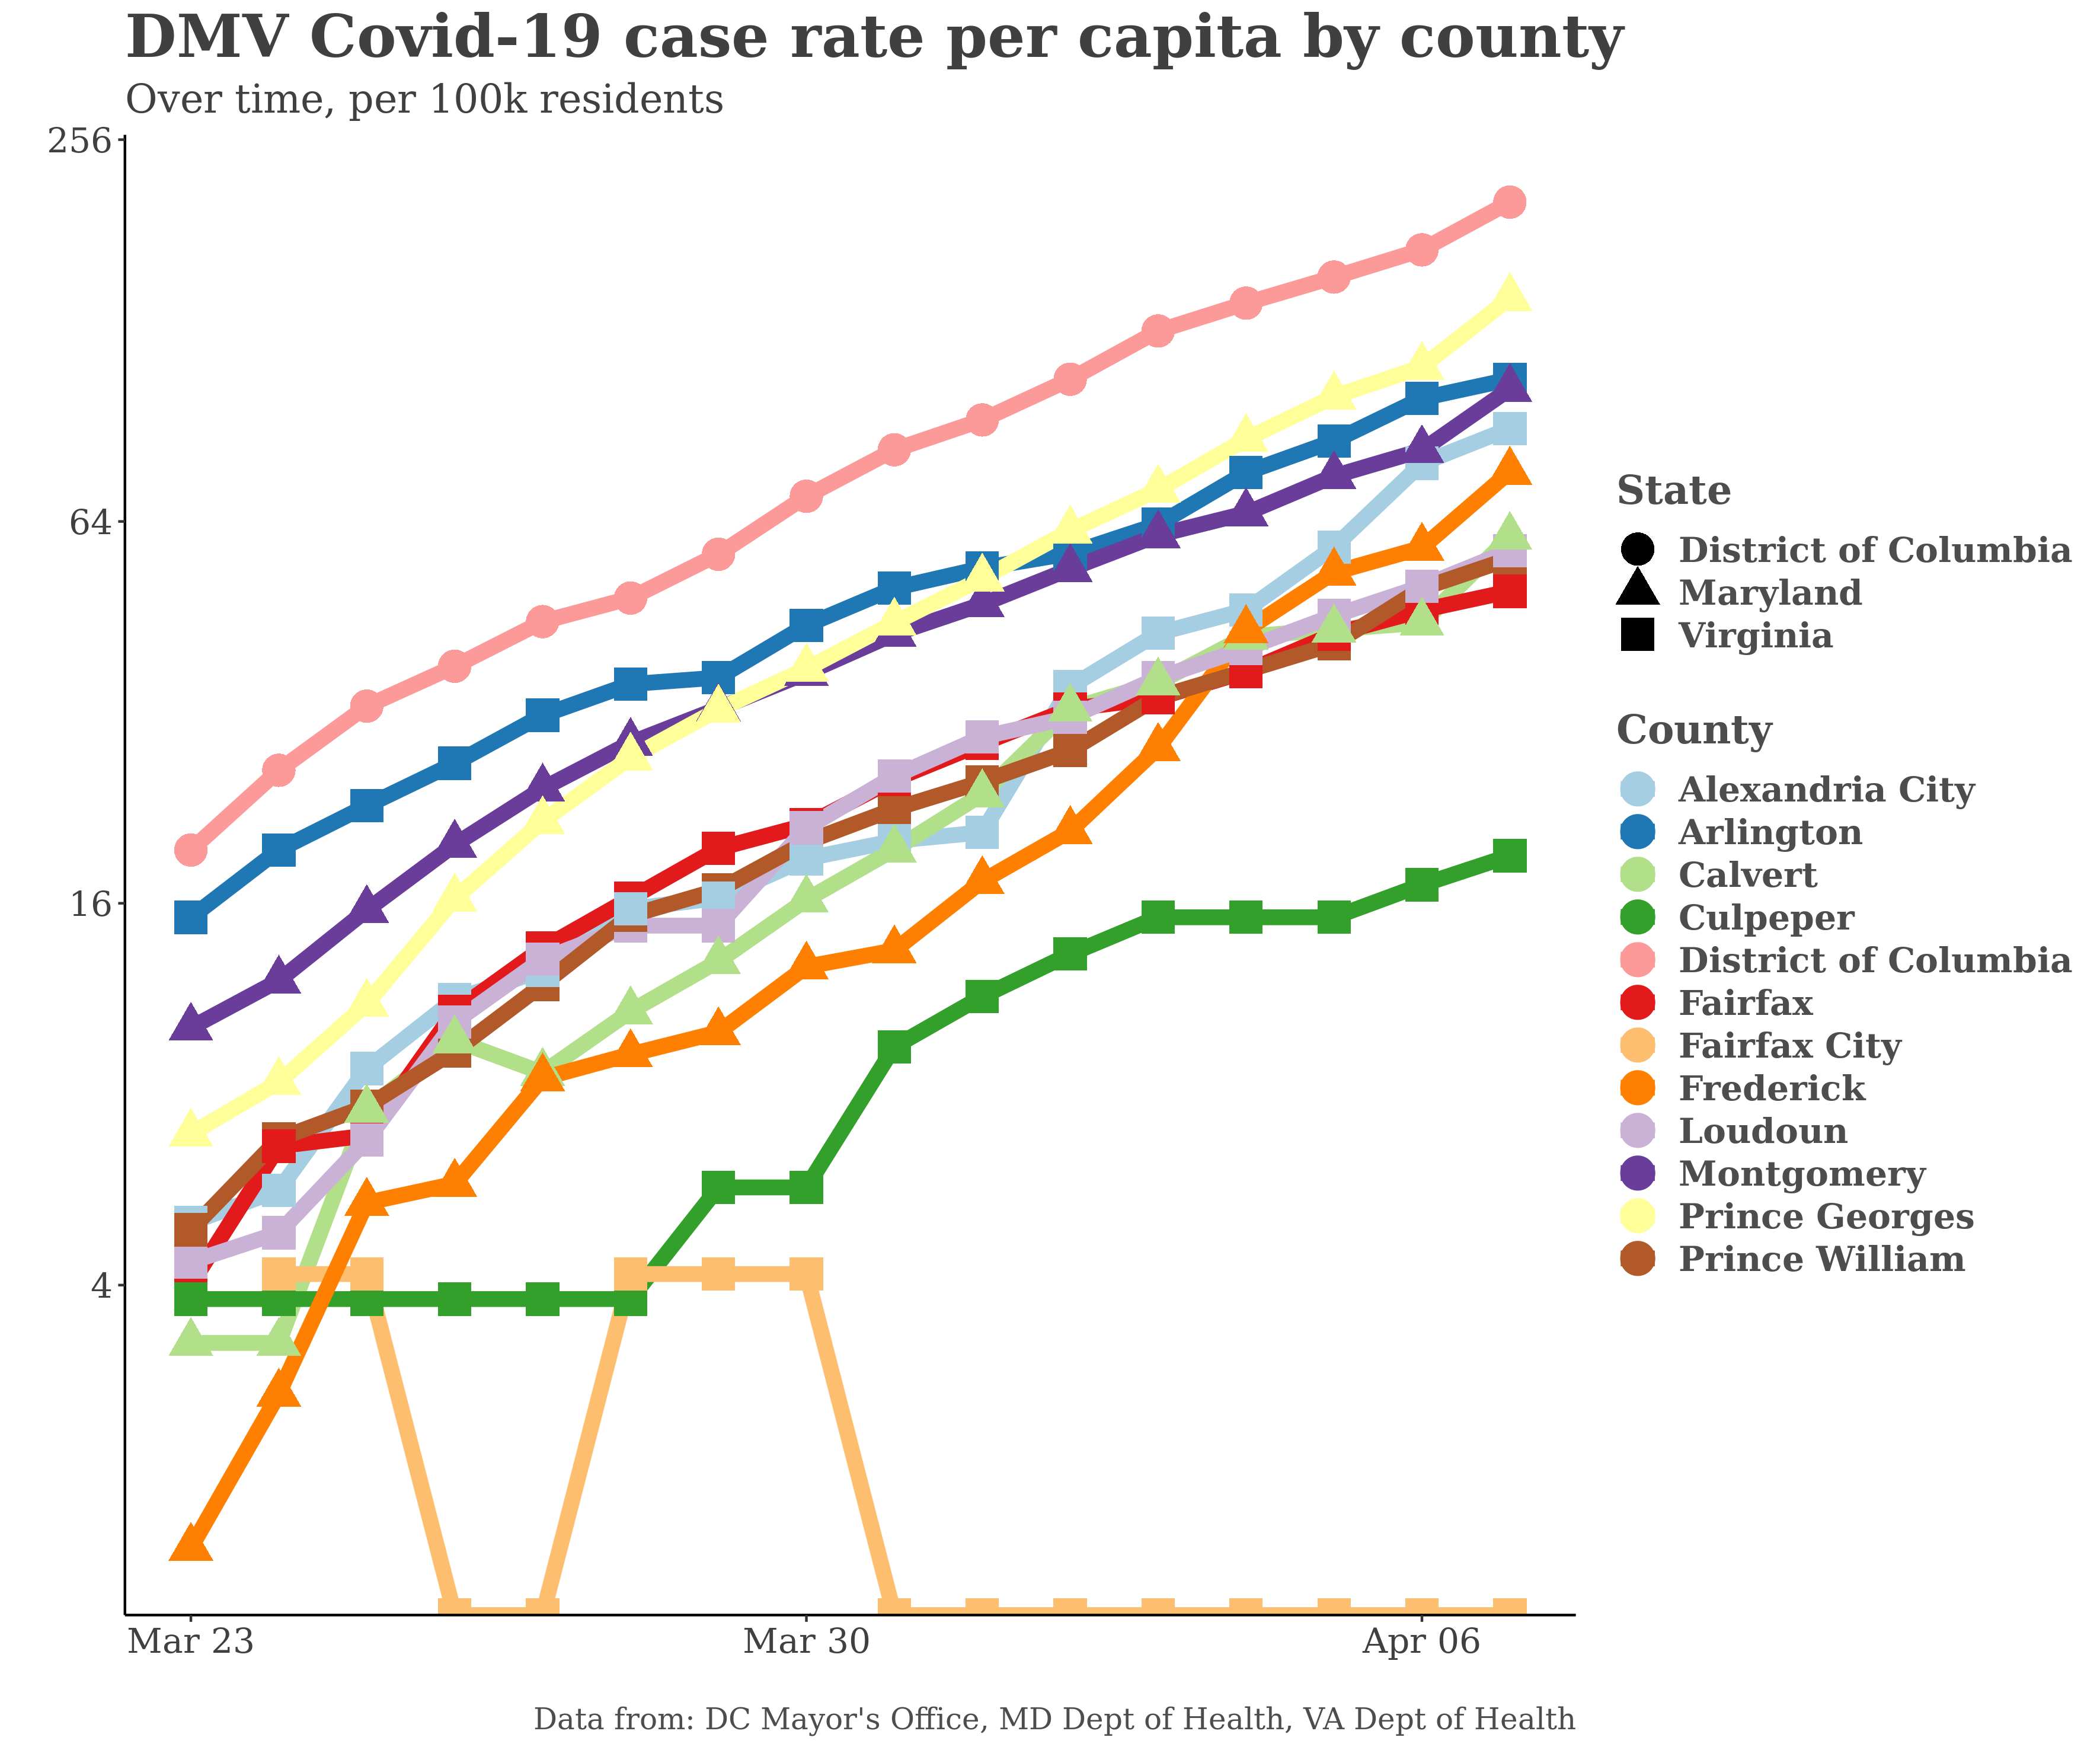 DMV Covid-19 case rate per capita by county
Over time, per 100k residents
256
64
16
4
Mar 23
Mar 30
Apr 06
State
District of Columbia
Maryland
Virginia
County
Alexandria City
Arlington
Calvert
Culpeper
District of Columbia
Fairfax
Fairfax City
Frederick
Loudoun
Montgomery
Prince Georges
Prince William
Data from: DC Mayor's Office, MD Dept of Health, VA Dept of Health